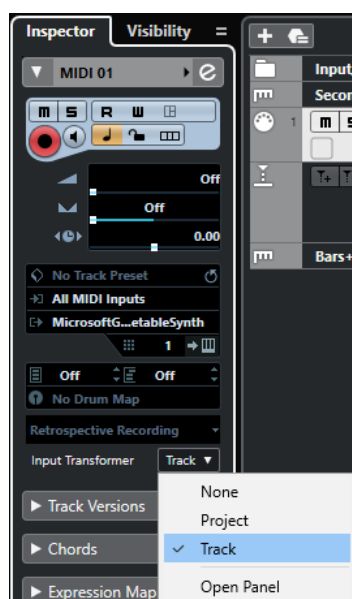 Inspector
Visibility
MIDI 01
m S R W
Off
Off
0.00
No Track Preset
All MIDI Inputs
MicrosoftG...etableSynth
1
Off
Off
No Drum Map
Retrospective Recording
Input Transformer
Track
Track Versions
Chords
Expression Map
None
Project
Track
Open Panel
Input
Secon
1
m
Bars+